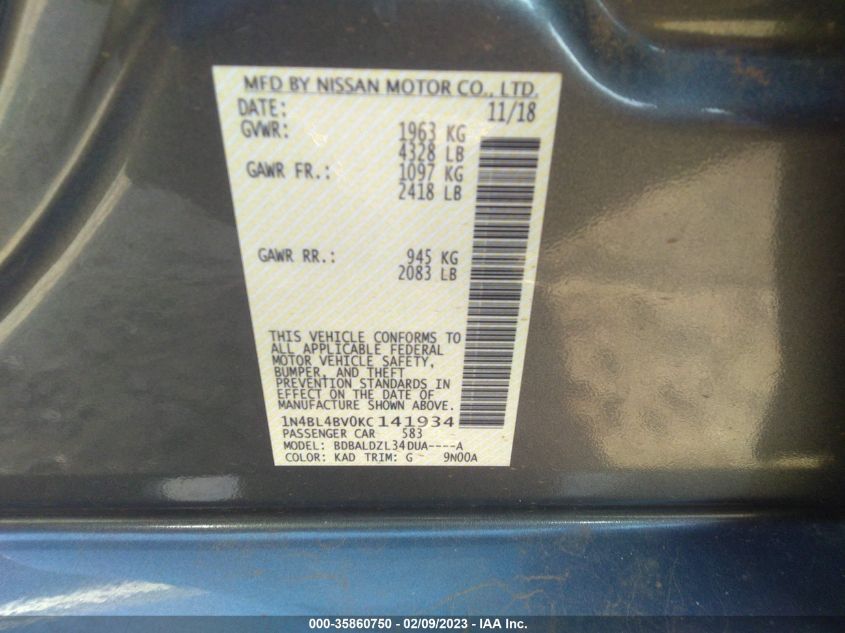 MFD BY NISSAN MOTOR CO., LTD.
DATE: 11/18
GVWR: 1963 KG
4328 LB
GAWR FR.: 1097 KG
2418 LB
GAWR RR.: 945 KG
2083 LB
THIS VEHICLE CONFORMS TO
ALL APPLICABLE FEDERAL
MOTOR VEHICLE SAFETY,
BUMPER, AND THEFT
PREVENTION STANDARDS IN
EFFECT ON THE DATE OF
MANUFACTURE SHOWN ABOVE.
1N4BL4BV0KC141934
PASSENGER CAR 583
MODEL: BDBALDZL34DUA----A
COLOR: KAD TRIM: G 9N00A
000-35860750 - 02/09/2023 - IAA Inc.